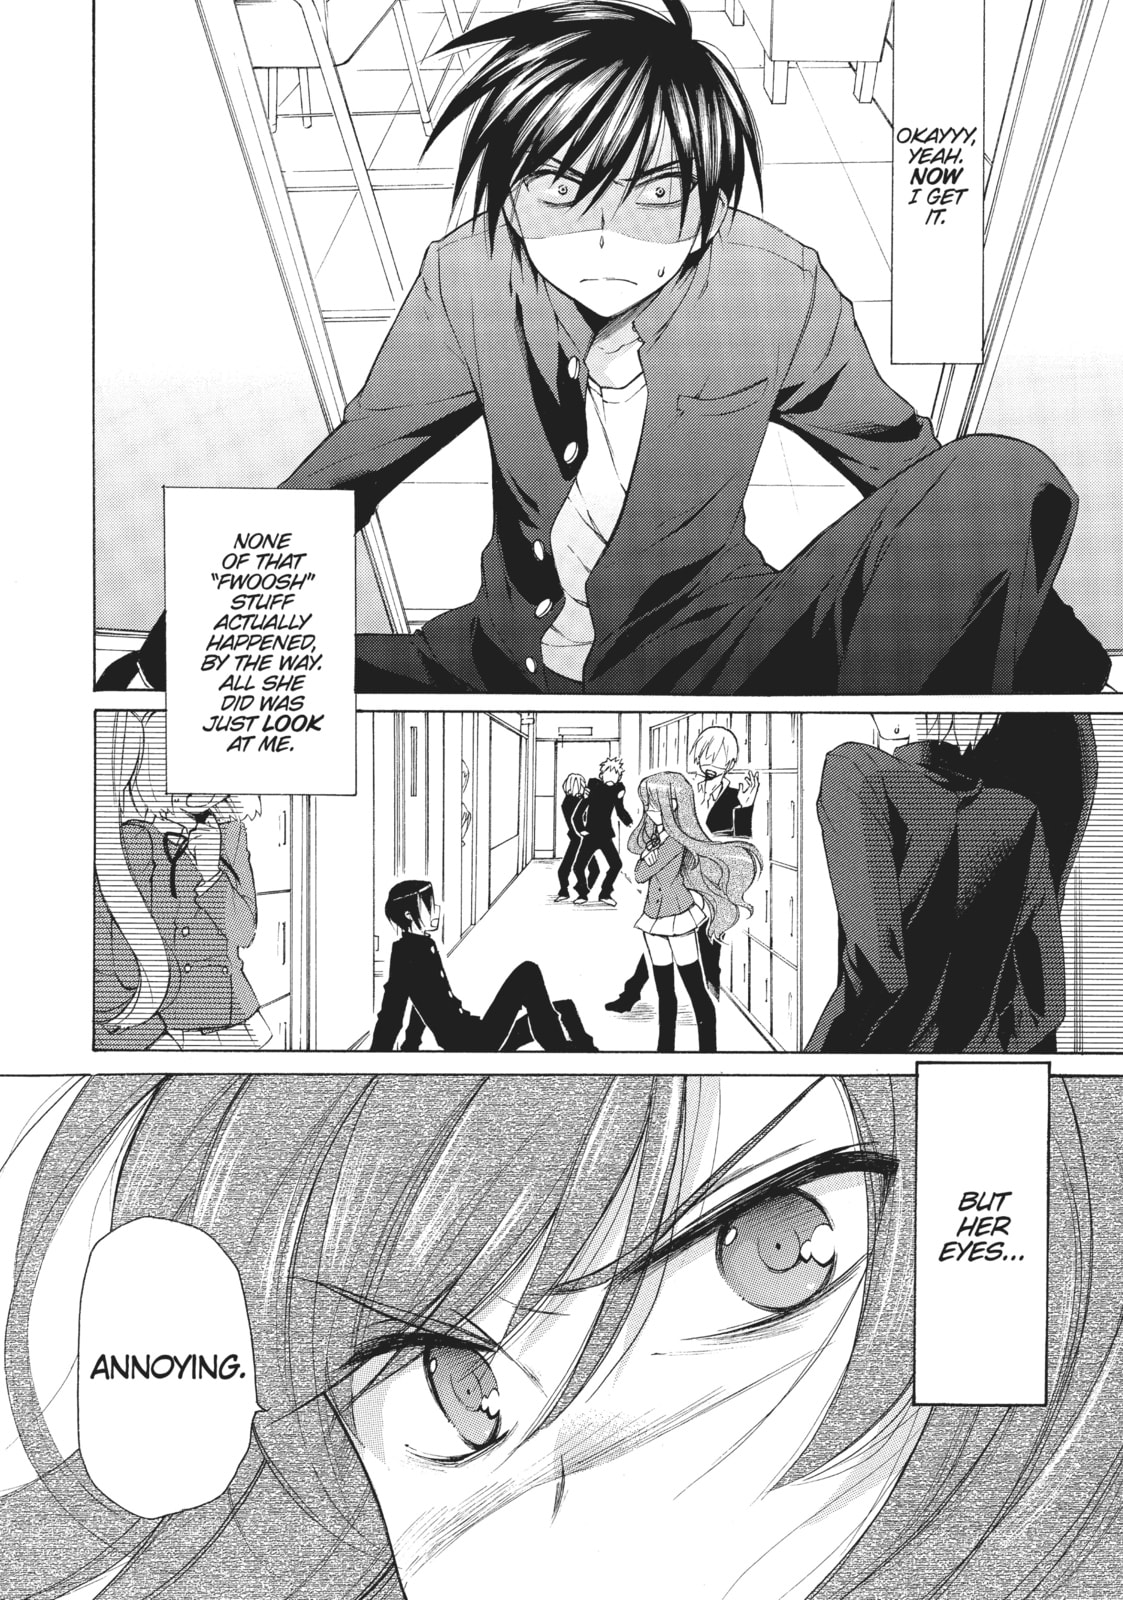 OKAYYY,
YEAH.
NOW
I GET
IT.
NONE
OF THAT
"FWOOSH"
STUFF
ACTUALLY
HAPPENED,
BY THE WAY.
ALL SHE
DID WAS
JUST LOOK
AT ME.
BUT
HER
EYES...
ANNOYING.